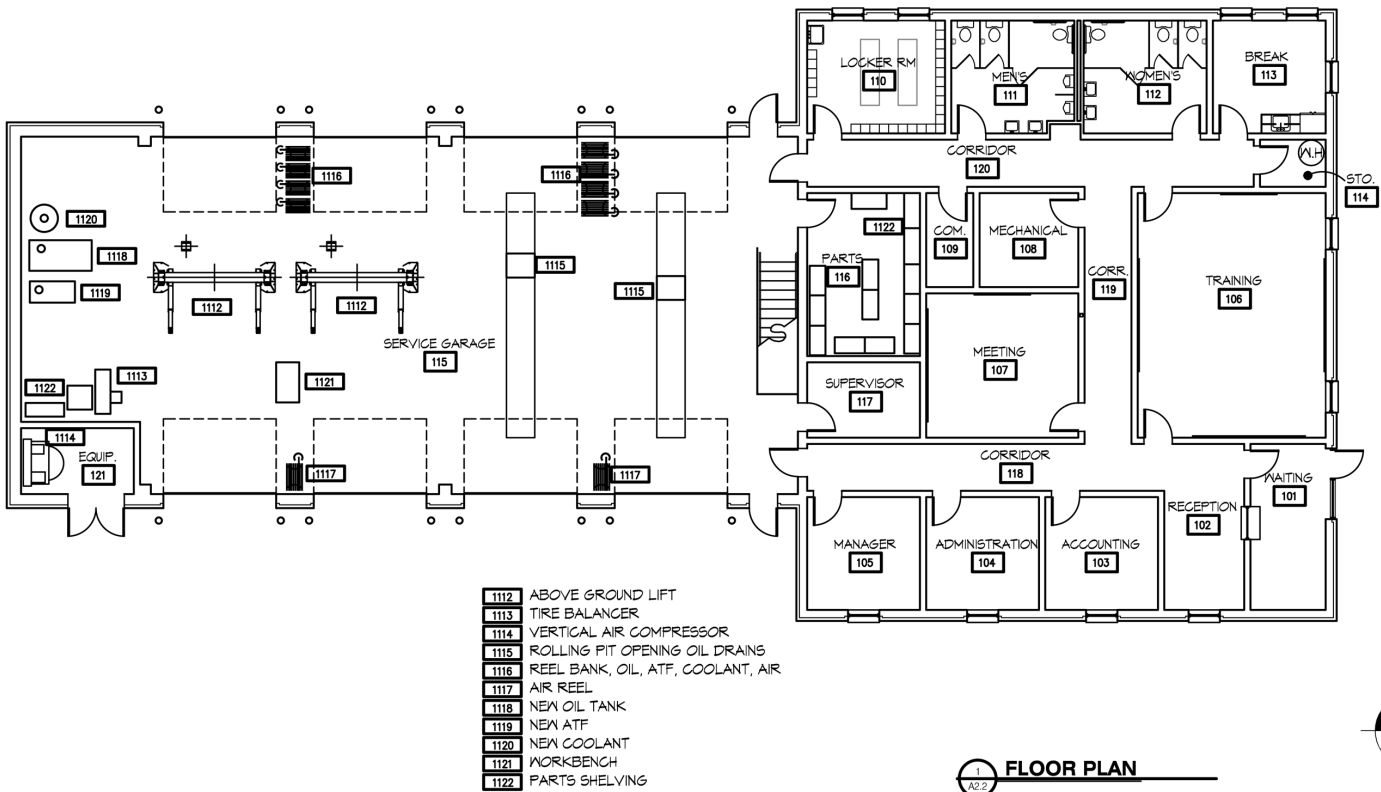 LOCKER RM
110
MEN'S
111
WOMEN'S
112
BREAK
113
CORRIDOR
120
W.H
STO.
114
1116
1116
1120
1118
1119
1112
1112
1115
1115
SERVICE GARAGE
115
1122
PARTS
116
COM.
109
MECHANICAL
108
CORR.
119
TRAINING
106
MEETING
107
SUPERVISOR
117
1113
1122
1121
1114
EQUIP.
121
1117
1117
CORRIDOR
118
WAITING
101
RECEPTION
102
MANAGER
105
ADMINISTRATION
104
ACCOUNTING
103
1112 ABOVE GROUND LIFT
1113 TIRE BALANCER
1114 VERTICAL AIR COMPRESSOR
1115 ROLLING PIT OPENING OIL DRAINS
1116 REEL BANK, OIL, ATF, COOLANT, AIR
1117 AIR REEL
1118 NEW OIL TANK
1119 NEW ATF
1120 NEW COOLANT
1121 WORKBENCH
1122 PARTS SHELVING
1
A2.2
FLOOR PLAN